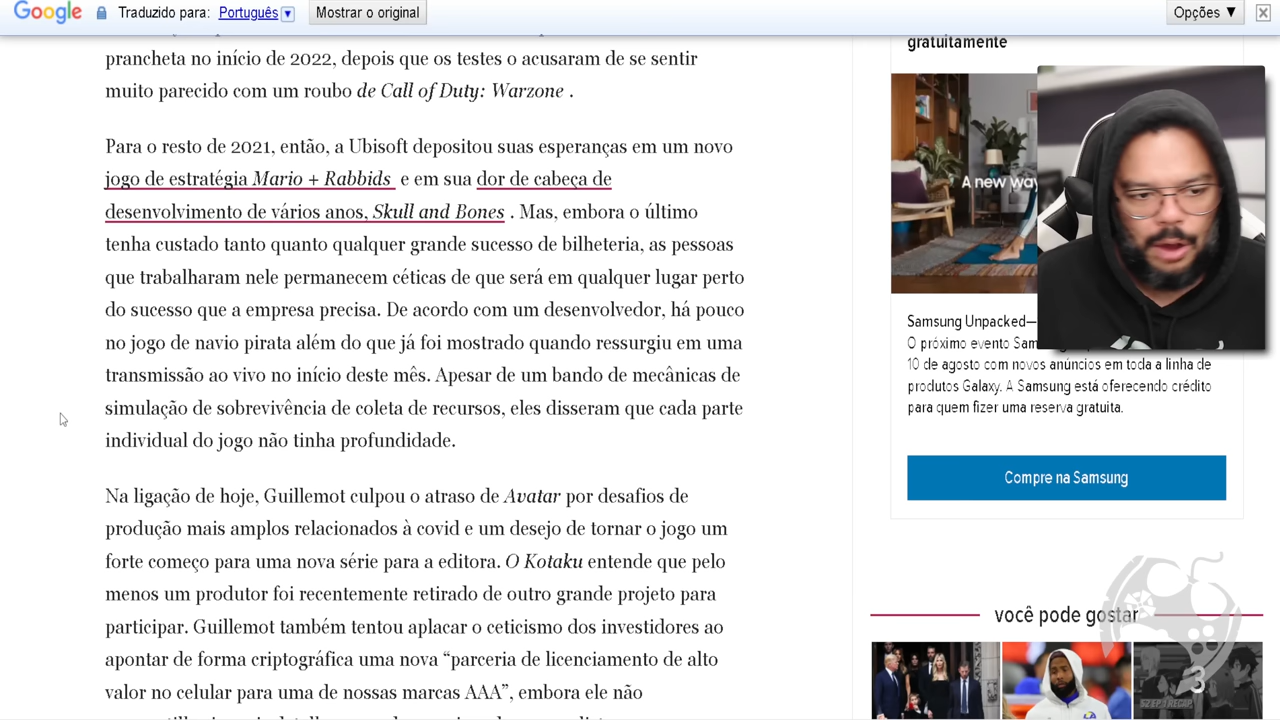 Google Traduzido para: Português Mostrar o original Opções ▼
prancheta no início de 2022, depois que os testes o acusaram de se sentir
muito parecido com um roubo de Call of Duty: Warzone .
Para o resto de 2021, então, a Ubisoft depositou suas esperanças em um novo
jogo de estratégia Mario + Rabbids e em sua dor de cabeça de
desenvolvimento de vários anos, Skull and Bones . Mas, embora o último
tenha custado tanto quanto qualquer grande sucesso de bilheteria, as pessoas
que trabalharam nele permanecem céticas de que será em qualquer lugar perto
do sucesso que a empresa precisa. De acordo com um desenvolvedor, há pouco
no jogo de navio pirata além do que já foi mostrado quando ressurgiu em uma
transmissão ao vivo no início deste mês. Apesar de um bando de mecânicas de
simulação de sobrevivência de coleta de recursos, eles disseram que cada parte
individual do jogo não tinha profundidade.
Na ligação de hoje, Guillemot culpou o atraso de Avatar por desafios de
produção mais amplos relacionados à covid e um desejo de tornar o jogo um
forte começo para uma nova série para a editora. O Kotaku entende que pelo
menos um produtor foi recentemente retirado de outro grande projeto para
participar. Guillemot também tentou aplacar o ceticismo dos investidores ao
apontar de forma criptográfica uma nova “parceria de licenciamento de alto
valor no celular para uma de nossas marcas AAA”, embora ele não
gratuitamente
A new way
Samsung Unpacked—
O próximo evento
10 de agosto com novos anúncios em toda a linha de
produtos Galaxy. A Samsung está oferecendo crédito
para quem fizer uma reserva gratuita.
Compre na Samsung
você pode gostar
3